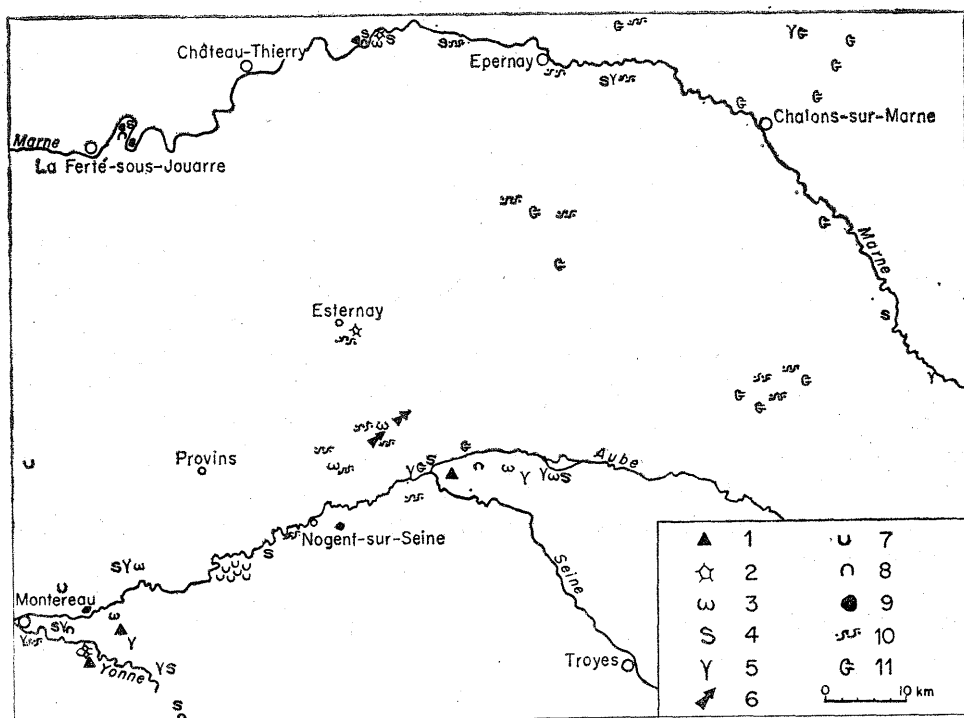 Château-Thierry
Epernay
Chalons-sur-Marne
Marne
La Ferté-sous-Jouarre
Marne
Esternay
Provins
Aube
Nogent-sur-Seine
Seine
Montereau
Yonne
Troyes
1
2
3
4
5
6
7
8
9
10
11
0 10 km